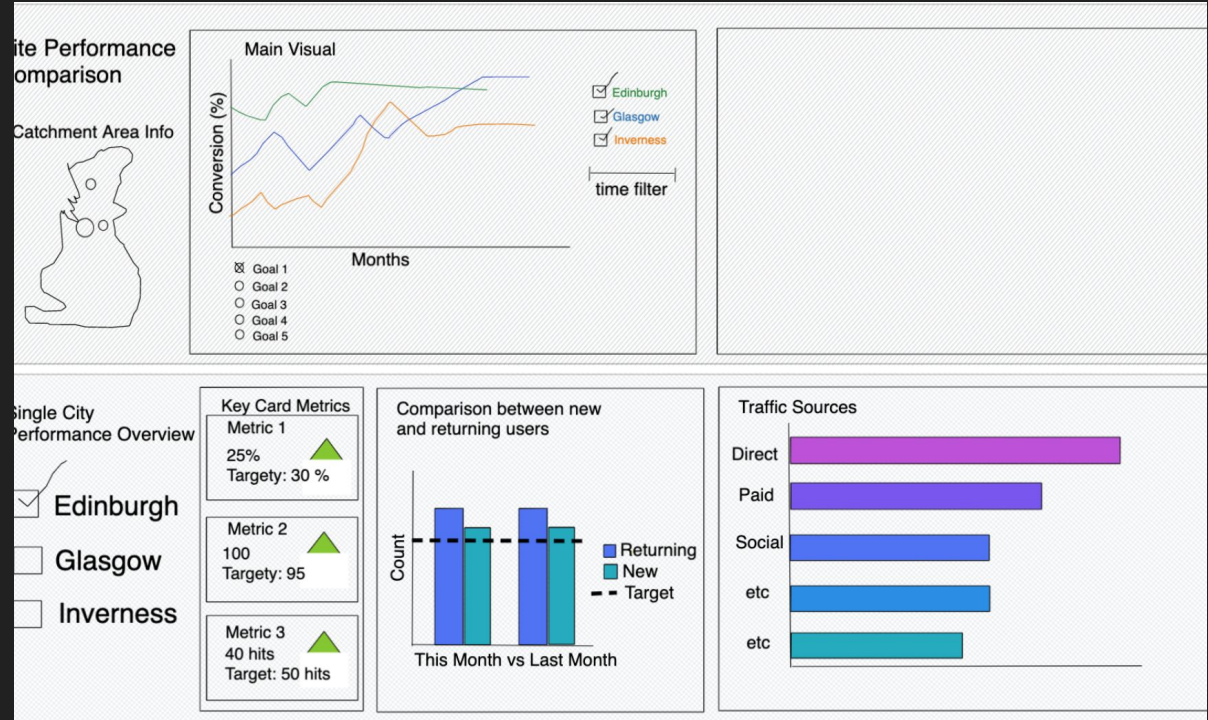 ite Performance
omparison
Catchment Area Info
Main Visual
Conversion (%)
Months
Edinburgh
Glasgow
Inverness
time filter
Goal 1
Goal 2
Goal 3
Goal 4
Goal 5
Single City
Performance Overview
Edinburgh
Glasgow
Inverness
Key Card Metrics
Metric 1
25%
Targety: 30 %
Metric 2
100
Targety: 95
Metric 3
40 hits
Target: 50 hits
Comparison between new
and returning users
Count
Returning
New
Target
This Month vs Last Month
Traffic Sources
Direct
Paid
Social
etc
etc